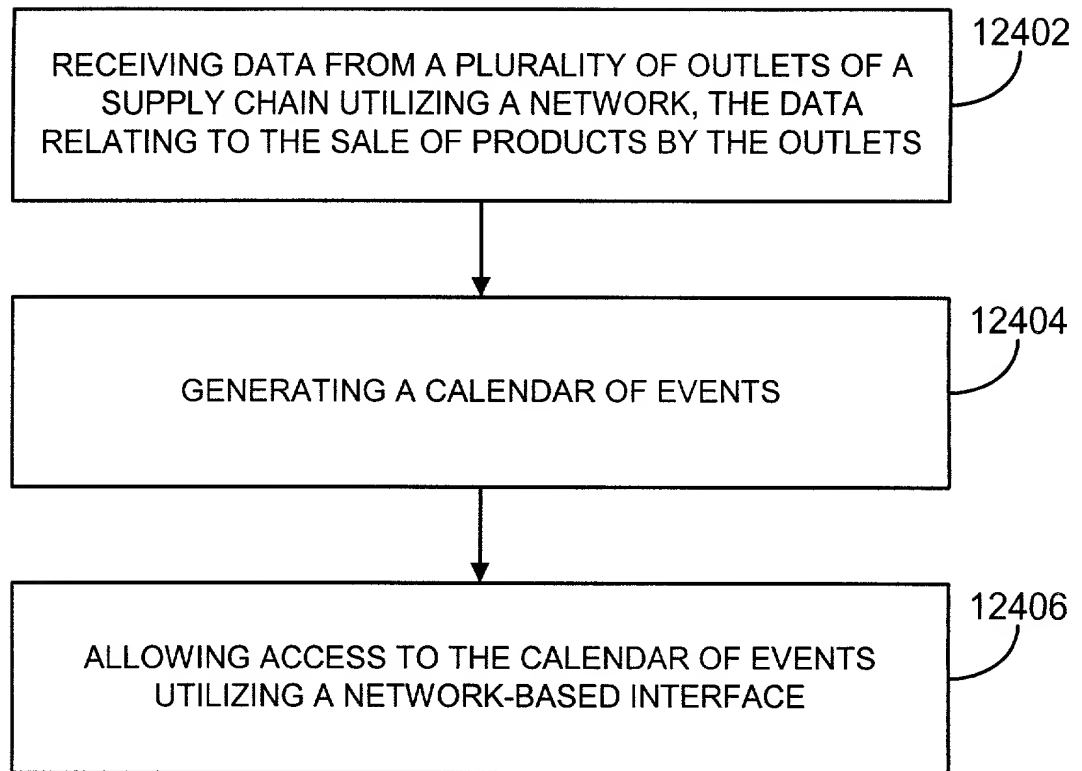 12402
RECEIVING DATA FROM A PLURALITY OF OUTLETS OF A
SUPPLY CHAIN UTILIZING A NETWORK, THE DATA
RELATING TO THE SALE OF PRODUCTS BY THE OUTLETS
12404
GENERATING A CALENDAR OF EVENTS
12406
ALLOWING ACCESS TO THE CALENDAR OF EVENTS
UTILIZING A NETWORK-BASED INTERFACE